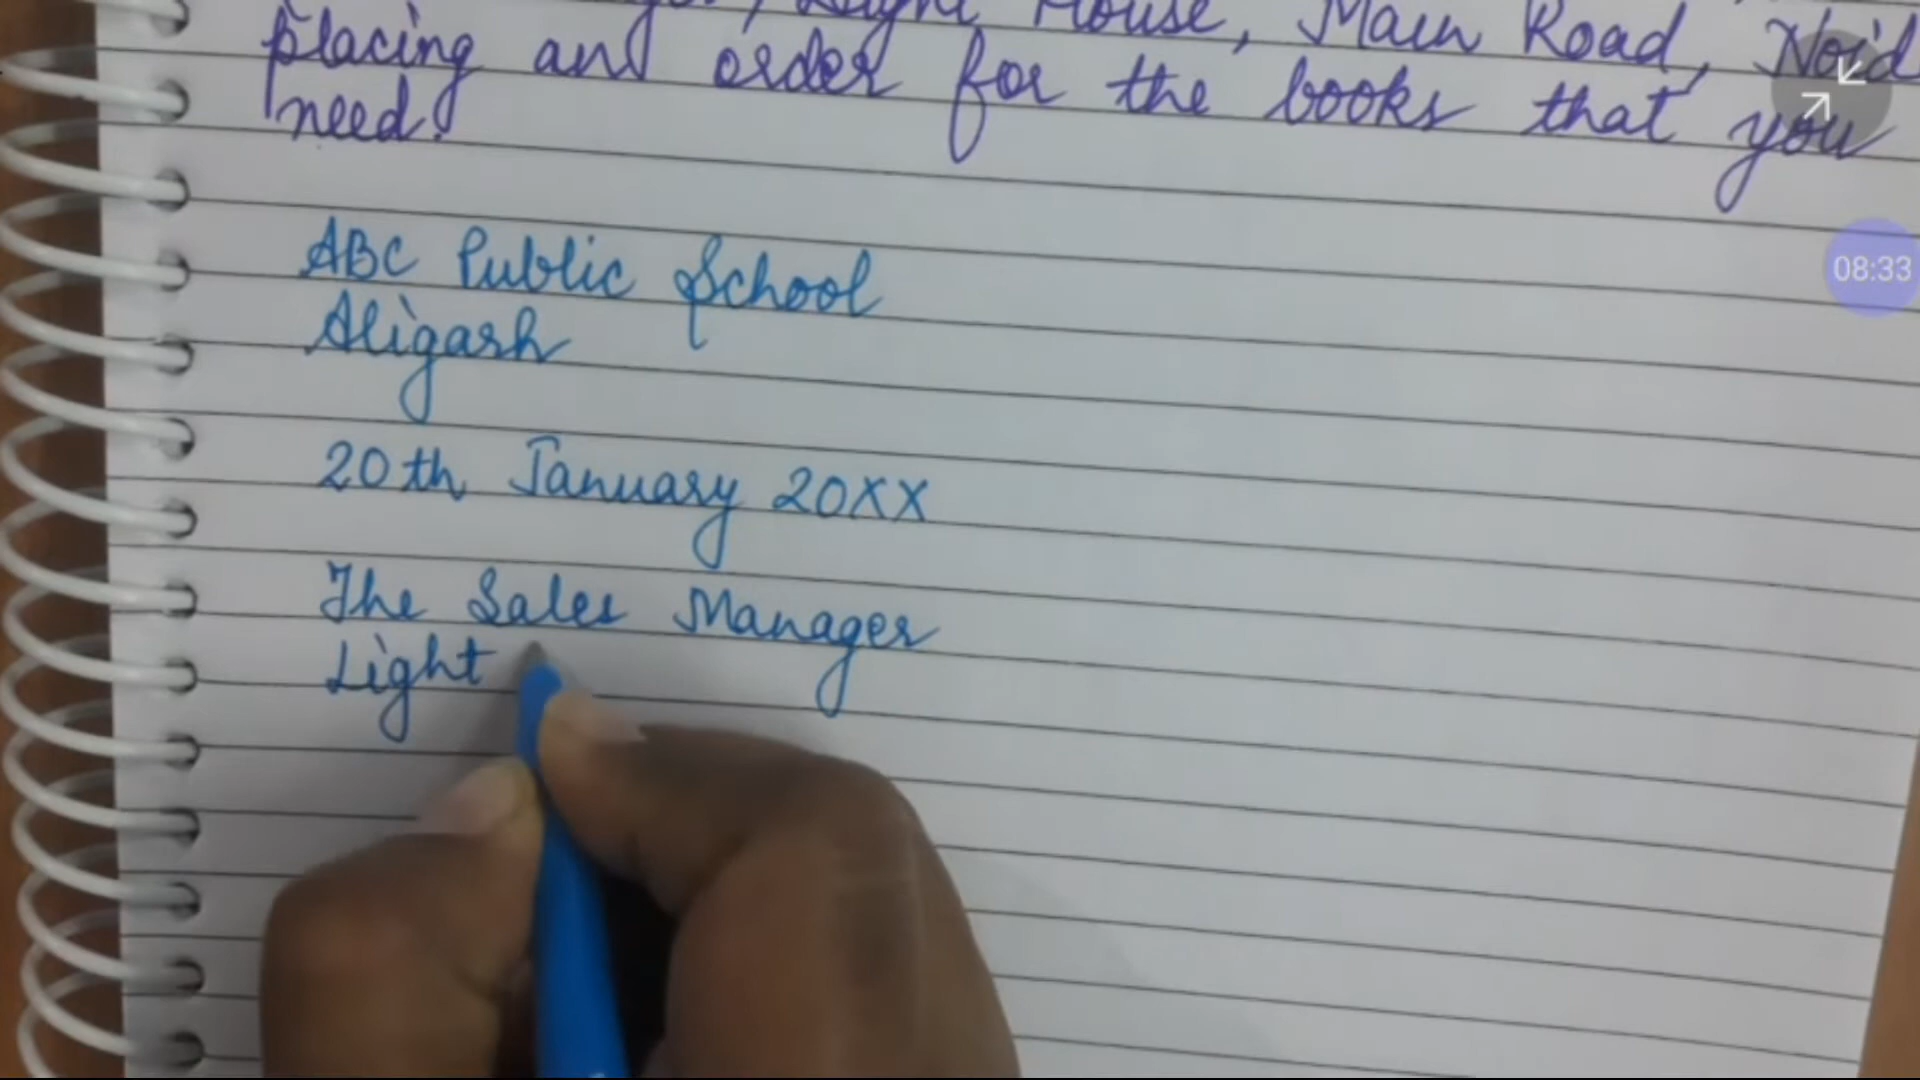 Light House, Main Road, Noid
placing and order for the books that you
need.
08:33
ABC Public School
Aligarh
20th January 20XX
The Sales Manager
Light